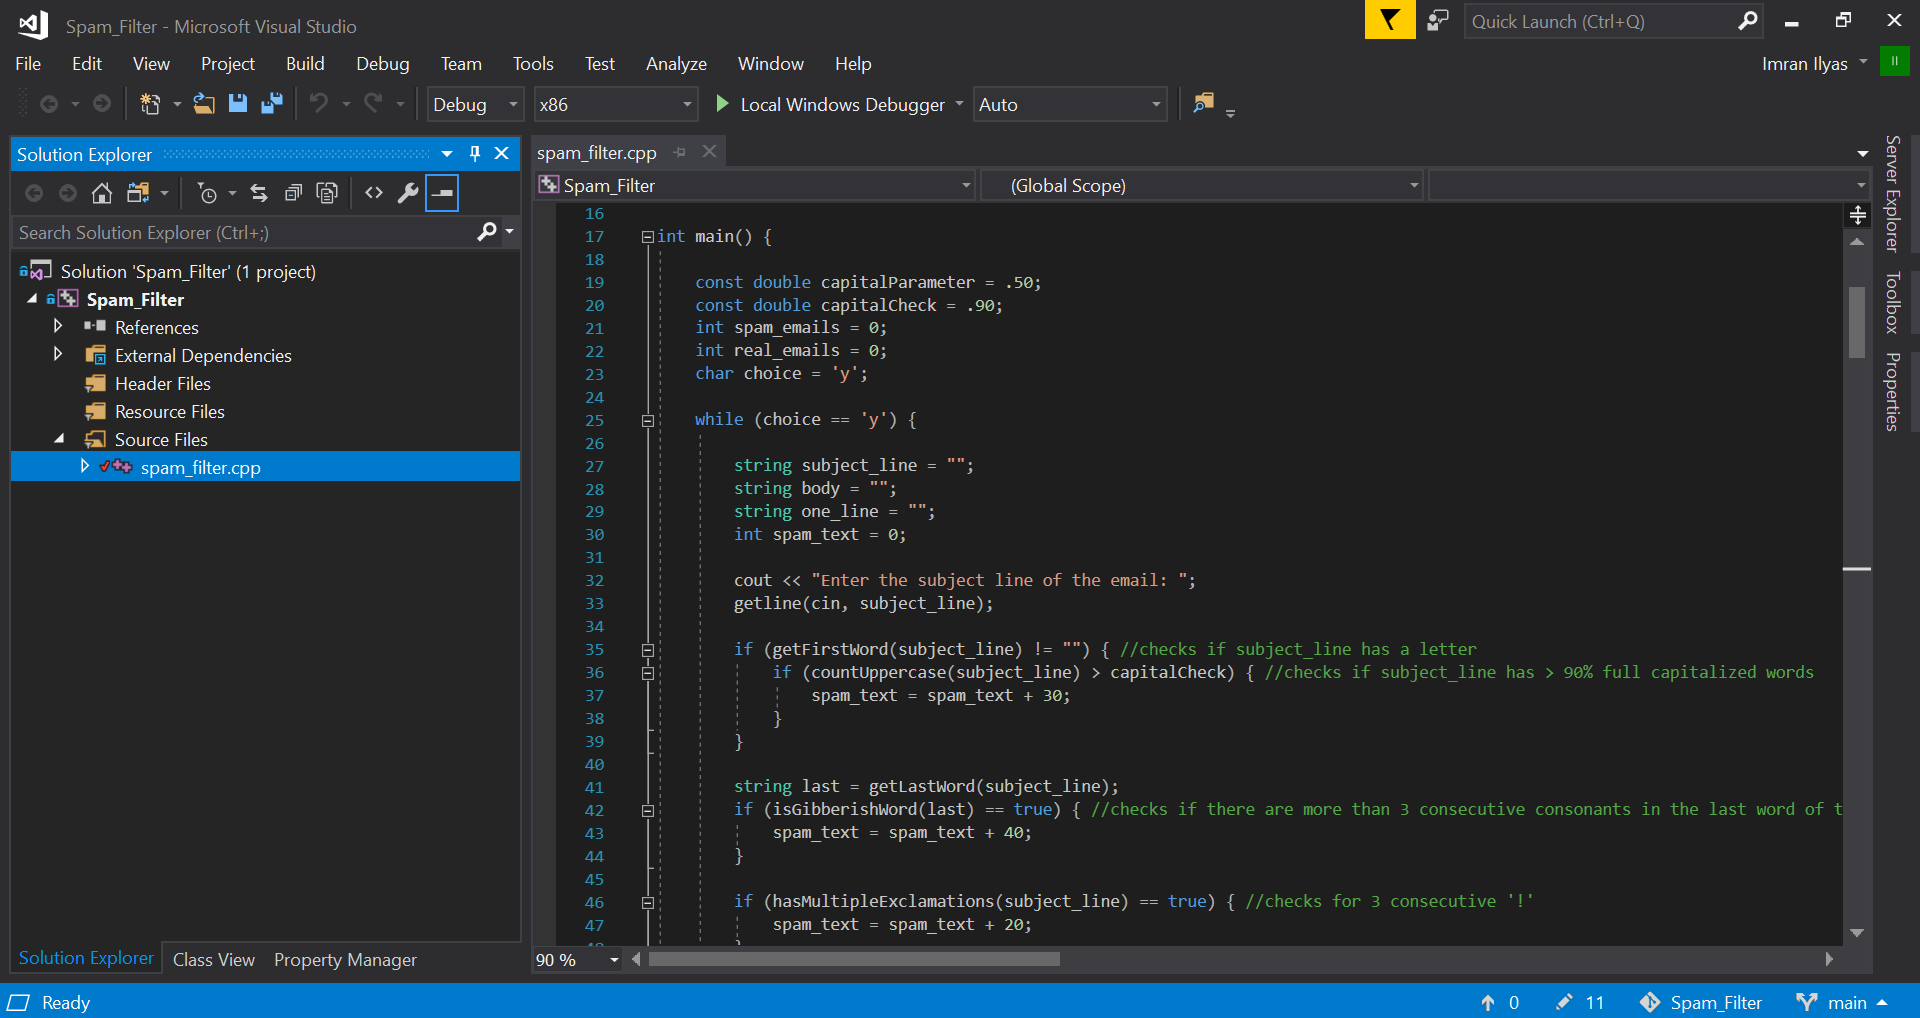 Spam_Filter - Microsoft Visual Studio
Quick Launch (Ctrl+Q)
File Edit View Project Build Debug Team Tools Test Analyze Window Help
Imran Ilyas II
Debug x86 Local Windows Debugger Auto
Solution Explorer
Search Solution Explorer (Ctrl+;)
Solution 'Spam_Filter' (1 project)
Spam_Filter
References
External Dependencies
Header Files
Resource Files
Source Files
spam_filter.cpp
Solution Explorer Class View Property Manager
spam_filter.cpp
Spam_Filter (Global Scope)
16
17 int main() {
18
19 const double capitalParameter = .50;
20 const double capitalCheck = .90;
21 int spam_emails = 0;
22 int real_emails = 0;
23 char choice = 'y';
24
25 while (choice == 'y') {
26
27 string subject_line = "";
28 string body = "";
29 string one_line = "";
30 int spam_text = 0;
31
32 cout << "Enter the subject line of the email: ";
33 getline(cin, subject_line);
34
35 if (getFirstWord(subject_line) != "") { //checks if subject_line has a letter
36 if (countUppercase(subject_line) > capitalCheck) { //checks if subject_line has > 90% full capitalized words
37 spam_text = spam_text + 30;
38 }
39 }
40
41 string last = getLastWord(subject_line);
42 if (isGibberishWord(last) == true) { //checks if there are more than 3 consecutive consonants in the last word of t
43 spam_text = spam_text + 40;
44 }
45
46 if (hasMultipleExclamations(subject_line) == true) { //checks for 3 consecutive '!'
47 spam_text = spam_text + 20;
90 %
Server Explorer
Toolbox
Properties
Ready
0 11 Spam_Filter main